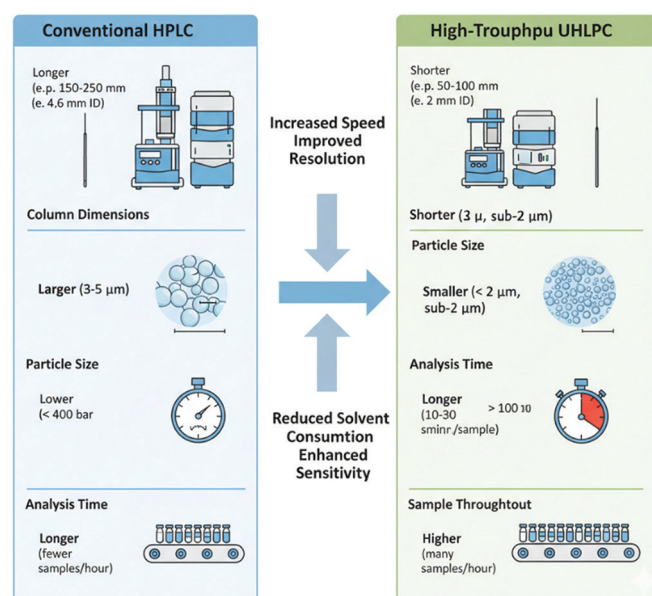 Conventional HPLC
Longer
(e.p. 150-250 mm
(e. 4,6 mm ID)
Column Dimensions
Larger (3-5 µm)
Particle Size
Lower
(< 400 bar
Analysis Time
Longer
(fewer
samples/hour)
Increased Speed
Improved
Resolution
Reduced Solvent
Consumtion
Enhanced
Sensitivity
High-Trouphpu UHLPC
Shorter
(e.p. 50-100 mm
(e. 2 mm ID)
Shorter (3 µ, sub-2 µm)
Particle Size
Smaller (< 2 µm,
sub-2 µm)
Analysis Time
Longer
(10-30
> 100
/sample)
Sample Throughtout
Higher
(many
samples/hour)